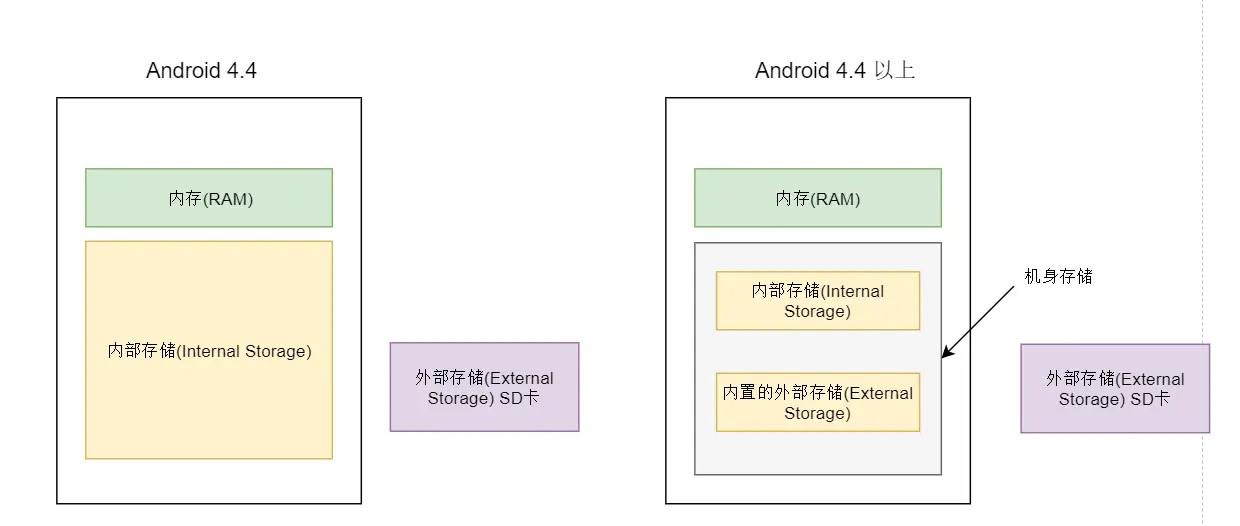 Android 4.4
内存(RAM)
内部存储(Internal Storage)
外部存储(External
Storage) SD卡
Android 4.4 以上
内存(RAM)
内部存储(Internal
Storage)
内置的外部存储(External
Storage)
机身存储
外部存储(External
Storage) SD卡